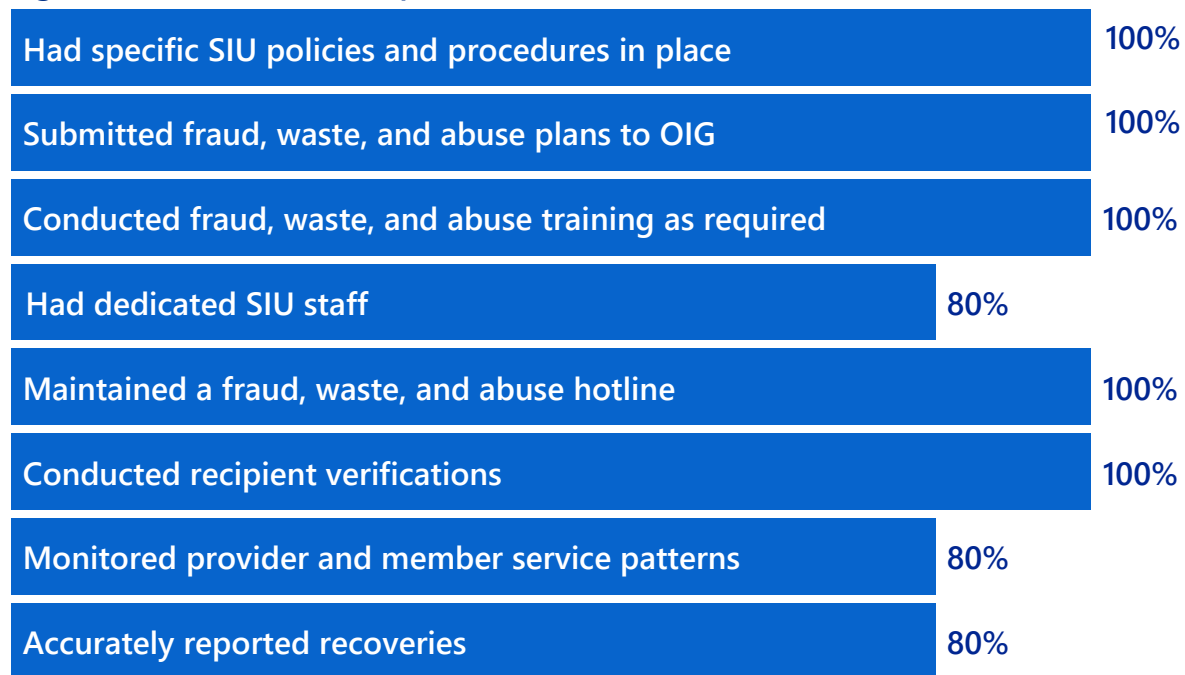 Had specific SIU policies and procedures in place 100%
Submitted fraud, waste, and abuse plans to OIG 100%
Conducted fraud, waste, and abuse training as required 100%
Had dedicated SIU staff 80%
Maintained a fraud, waste, and abuse hotline 100%
Conducted recipient verifications 100%
Monitored provider and member service patterns 80%
Accurately reported recoveries 80%